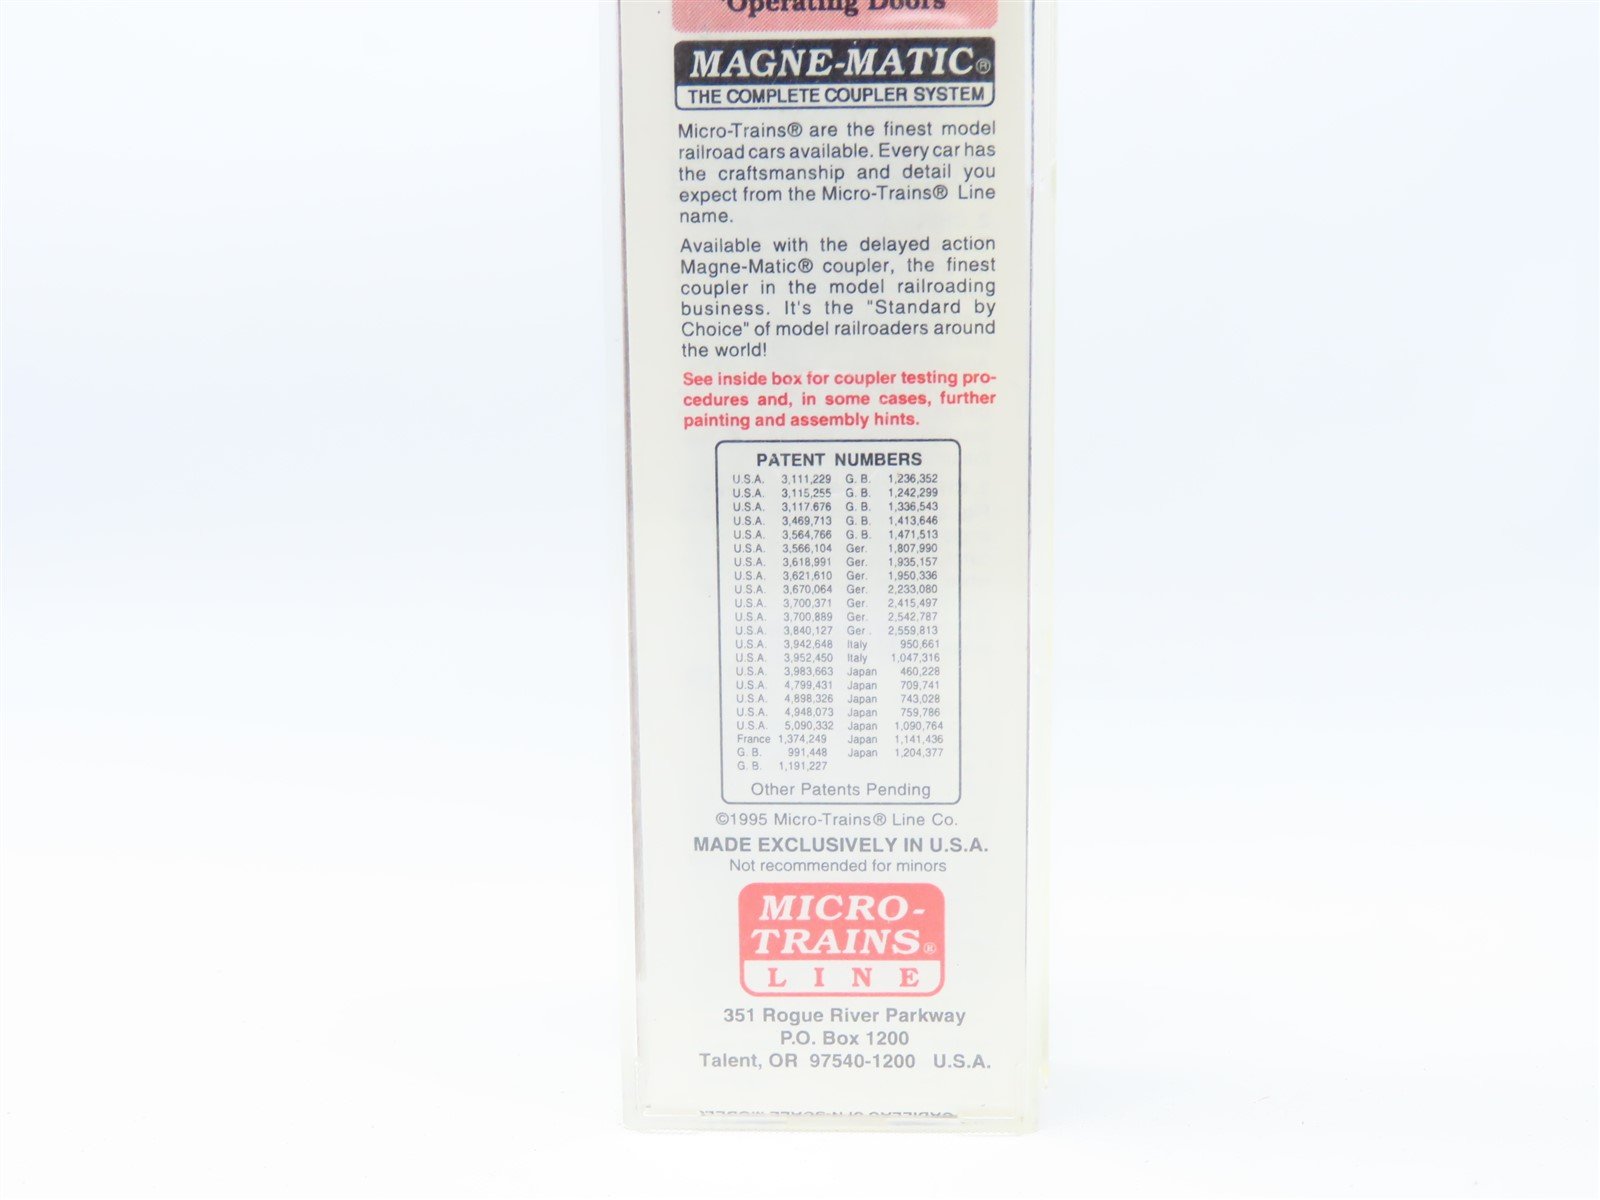 *Operating Doors
MAGNE-MATIC®
THE COMPLETE COUPLER SYSTEM
Micro-Trains® are the finest model
railroad cars available. Every car has
the craftsmanship and detail you
expect from the Micro-Trains® Line
name.
Available with the delayed action
Magne-Matic® coupler, the finest
coupler in the model railroading
business. It's the "Standard by
Choice" of model railroaders around
the world!
See inside box for coupler testing pro-
cedures and, in some cases, further
painting and assembly hints.
PATENT NUMBERS
U.S.A. 3,111,229 G. B. 1,236,352
U.S.A. 3,115,255 G. B. 1,242,299
U.S.A. 3,117.676 G. B. 1,336,543
U.S.A. 3,469,713 G. B. 1,413,646
U.S.A. 3,564,766 G. B. 1,471,513
U.S.A. 3,566,104 Ger. 1,807,990
U.S.A. 3,618,991 Ger. 1,935,157
U.S.A. 3,621,610 Ger. 1,950,336
U.S.A. 3,670,064 Ger. 2,233,080
U.S.A. 3,700,371 Ger. 2,415,497
U.S.A. 3,700,889 Ger. 2,542,787
U.S.A. 3,840,127 Ger. 2,559,813
U.S.A. 3,942,648 Italy 950,661
U.S.A. 3,952,450 Italy 1,047,316
U.S.A. 3,983,663 Japan 460,228
U.S.A. 4,799,431 Japan 709,741
U.S.A. 4,898,326 Japan 743,028
U.S.A. 4,948,073 Japan 759,786
U.S.A. 5,090,332 Japan 1,090,764
France 1,374,249 Japan 1,141,436
G. B. 991,448 Japan 1,204,377
G. B. 1,191,227
Other Patents Pending
©1995 Micro-Trains® Line Co.
MADE EXCLUSIVELY IN U.S.A.
Not recommended for minors
MICRO-
TRAINS®
LINE
351 Rogue River Parkway
P.O. Box 1200
Talent, OR 97540-1200 U.S.A.